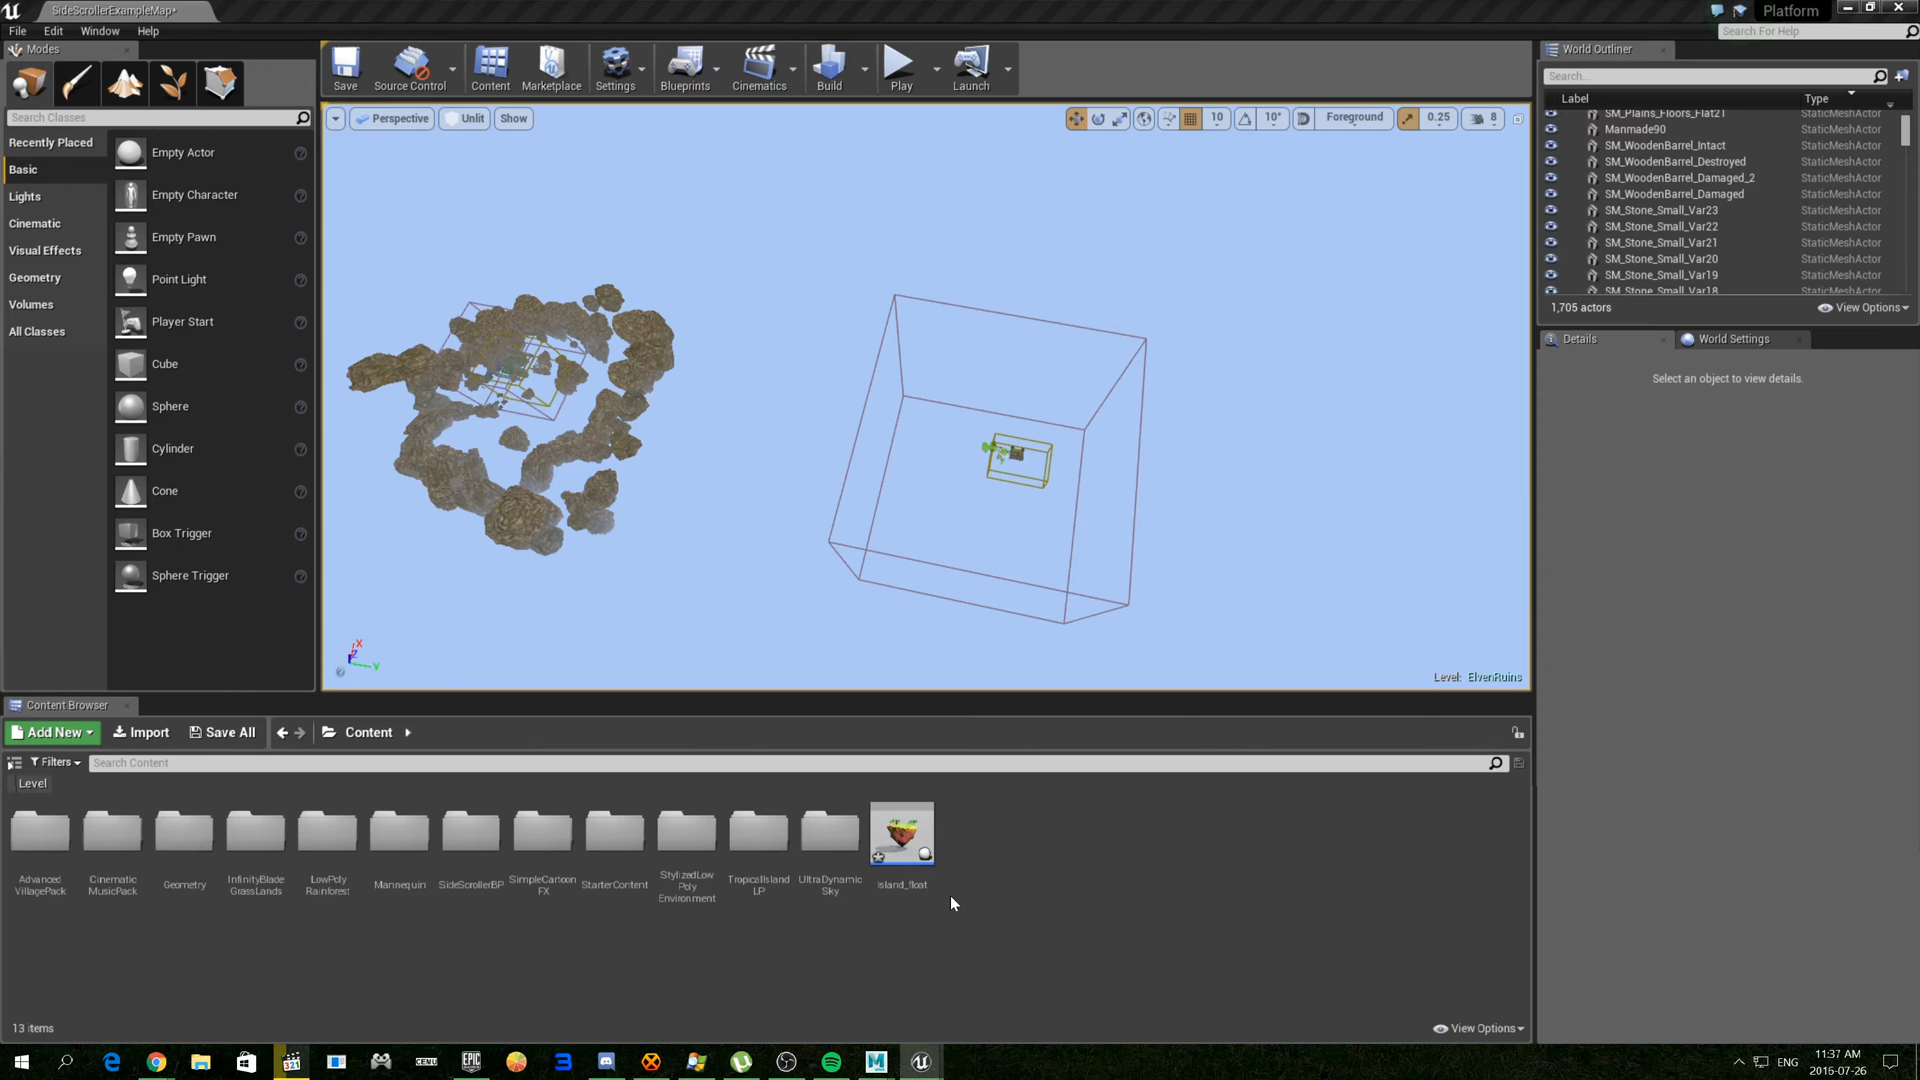 SideScrollerExampleMap*
Platform
File Edit Window Help
Search For Help
Modes
Save
Source Control
Content
Marketplace
Settings
Blueprints
Cinematics
Build
Play
Launch
World Outliner
Search...
Label Type
SM_Plains_Floors_Flat21 StaticMeshActor
Manmade90 StaticMeshActor
SM_WoodenBarrel_Intact StaticMeshActor
SM_WoodenBarrel_Destroyed StaticMeshActor
SM_WoodenBarrel_Damaged_2 StaticMeshActor
SM_WoodenBarrel_Damaged StaticMeshActor
SM_Stone_Small_Var23 StaticMeshActor
SM_Stone_Small_Var22 StaticMeshActor
SM_Stone_Small_Var21 StaticMeshActor
SM_Stone_Small_Var20 StaticMeshActor
SM_Stone_Small_Var19 StaticMeshActor
SM_Stone_Small_Var18 StaticMeshActor
1,705 actors
View Options
Details
World Settings
Select an object to view details.
Search Classes
Recently Placed
Basic
Lights
Cinematic
Visual Effects
Geometry
Volumes
All Classes
Empty Actor
Empty Character
Empty Pawn
Point Light
Player Start
Cube
Sphere
Cylinder
Cone
Box Trigger
Sphere Trigger
Perspective
Unlit
Show
10
10°
Foreground
0.25
8
X
Z
Y
Level: ElvenRuins
Content Browser
Add New
Import
Save All
Content
Filters
Search Content
Level
Advanced
VillagePack
Cinematic
MusicPack
Geometry
InfinityBlade
GrassLands
LowPoly
Rainforest
Mannequin
SideScrollerBP
SimpleCartoon
FX
StarterContent
StylizedLow
Poly
Environment
TropicalIsland
LP
UltraDynamic
Sky
Island_float
13 items
View Options
321
CEMU
EPIC
GAMES
M
ENG
11:37 AM
2016-07-26